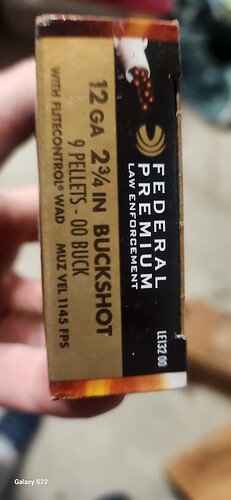 FEDERAL
PREMIUM
LAW ENFORCEMENT
LE132 00
12 GA 2¾ IN BUCKSHOT
9 PELLETS - 00 BUCK
WITH FLITECONTROL® WAD MUZ VEL 1145 FPS
Galaxy S22